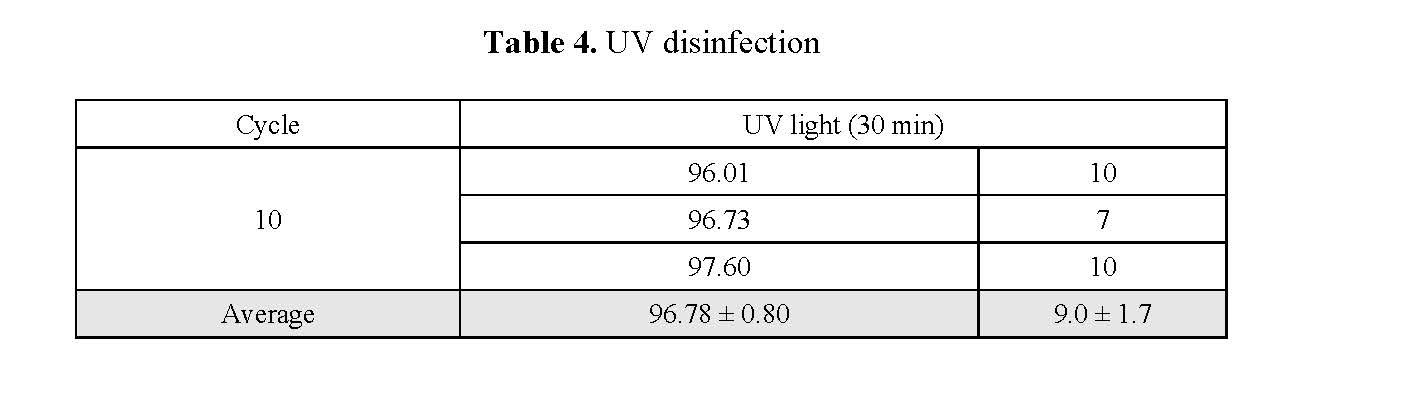 Table 4. UV disinfection
Cycle UV light (30 min)
96.01 10
10 96.73 7
97.60 10
Average 96.78 ± 0.80 9.0 ± 1.7